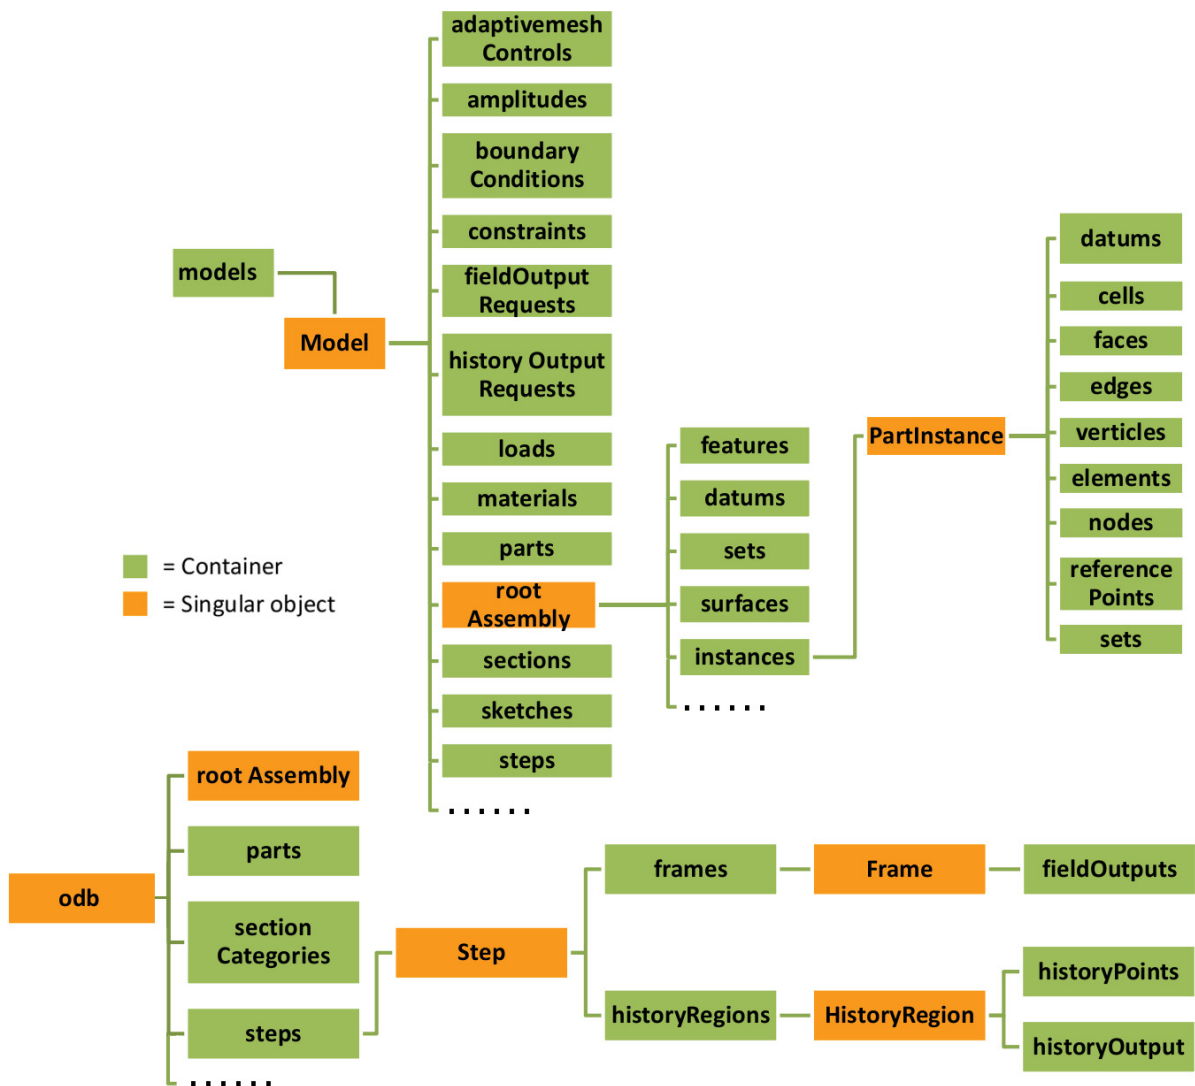 models
Model
adaptivemesh
Controls
amplitudes
boundary
Conditions
constraints
fieldOutput
Requests
history Output
Requests
loads
materials
parts
root
Assembly
sections
sketches
steps
......
features
datums
sets
surfaces
instances
......
PartInstance
datums
cells
faces
edges
verticles
elements
nodes
reference
Points
sets
= Container
= Singular object
odb
root Assembly
parts
section
Categories
steps
......
Step
frames
Frame
fieldOutputs
historyRegions
HistoryRegion
historyPoints
historyOutput